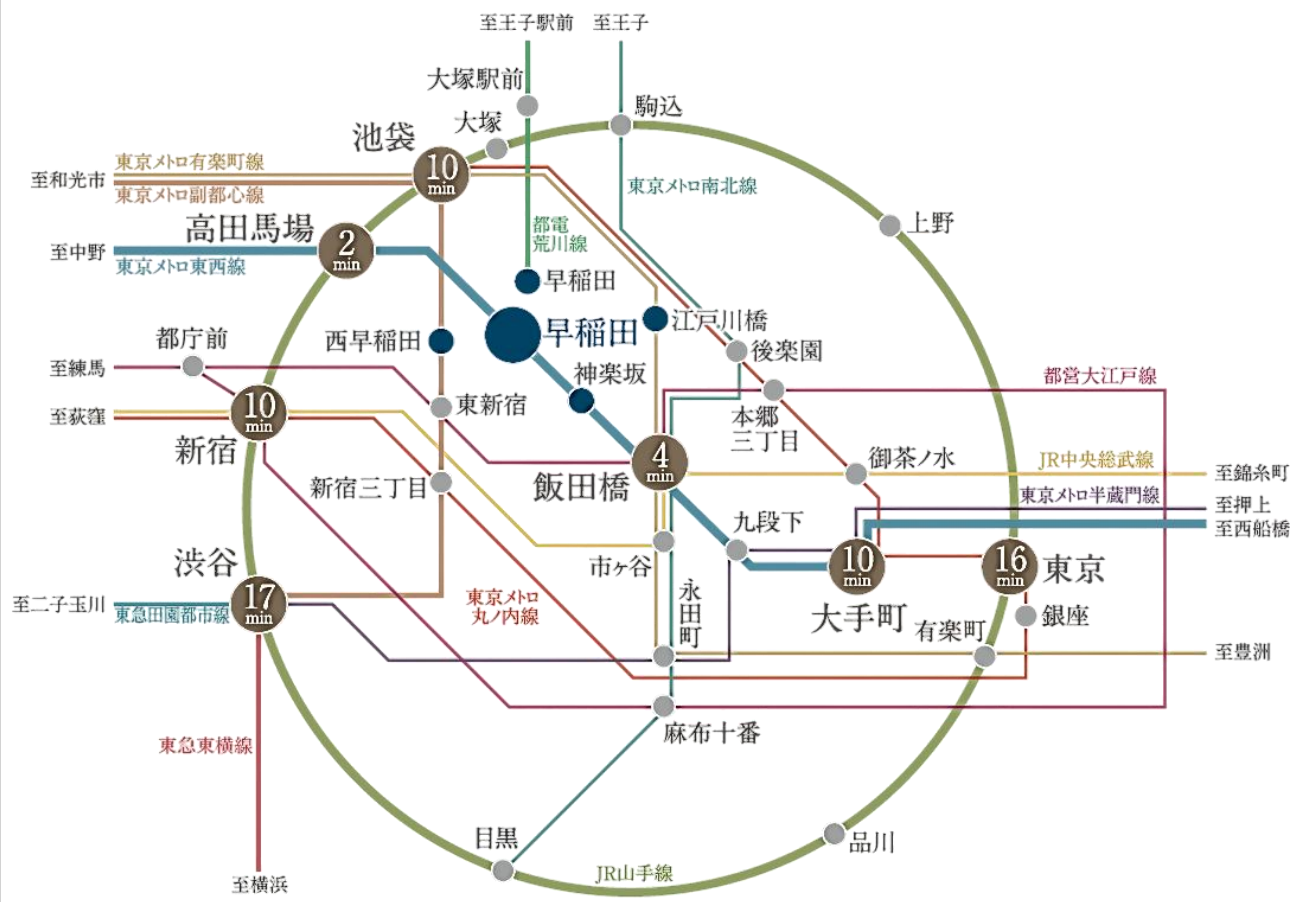 至王子駅前
至王子
大塚駅前
駒込
大塚
池袋
10
min
東京メトロ有楽町線
至和光市
東京メトロ副都心線
東京メトロ南北線
高田馬場
2
min
都電
荒川線
上野
至中野
東京メトロ東西線
早稲田
早稲田
江戸川橋
西早稲田
都庁前
後楽園
至練馬
神楽坂
都営大江戸線
東新宿
本郷
三丁目
至荻窪
10
min
新宿
4
min
飯田橋
御茶ノ水
JR中央総武線
至錦糸町
新宿三丁目
東京メトロ半蔵門線
至押上
九段下
至西船橋
市ヶ谷
渋谷
10
min
大手町
16
min
東京
17
min
至二子玉川
東急田園都市線
東京メトロ
丸ノ内線
永田町
銀座
有楽町
至豊洲
麻布十番
東急東横線
目黒
品川
JR山手線
至横浜